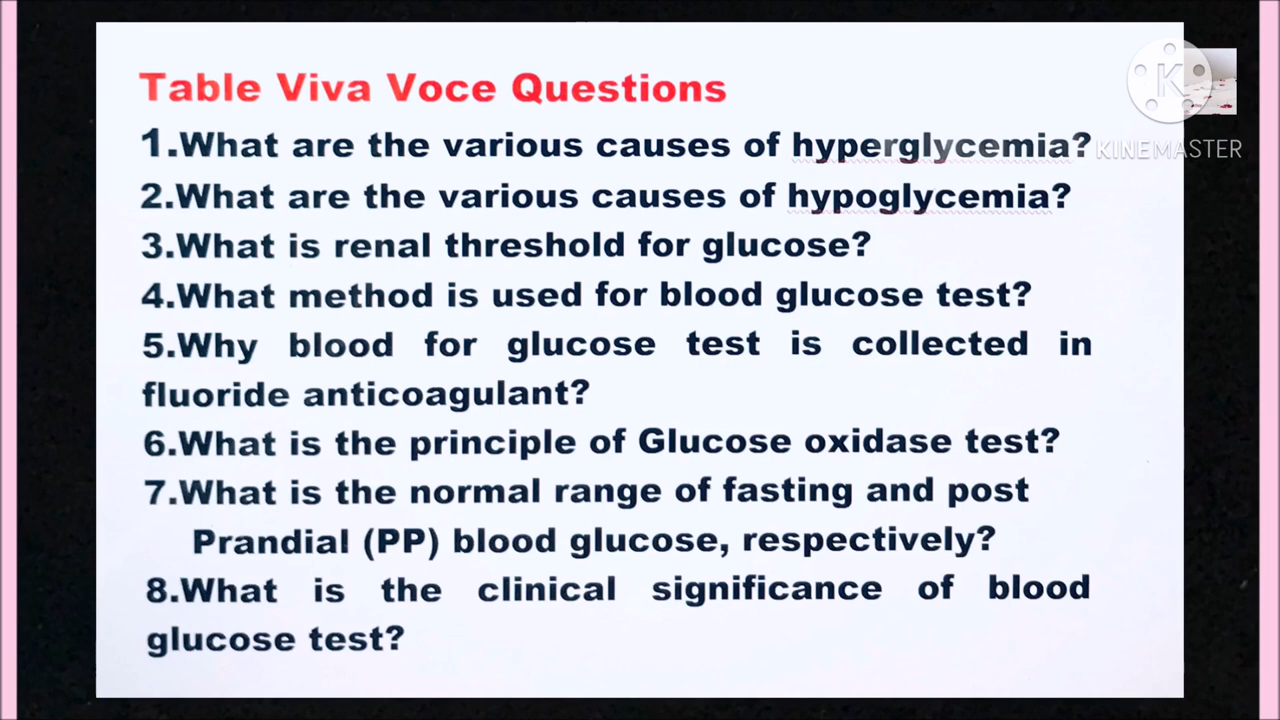 Table Viva Voce Questions
1.What are the various causes of hyperglycemia?
KINEMASTER
2.What are the various causes of hypoglycemia?
3.What is renal threshold for glucose?
4.What method is used for blood glucose test?
5.Why blood for glucose test is collected in
fluoride anticoagulant?
6.What is the principle of Glucose oxidase test?
7.What is the normal range of fasting and post
Prandial (PP) blood glucose, respectively?
8.What is the clinical significance of blood
glucose test?